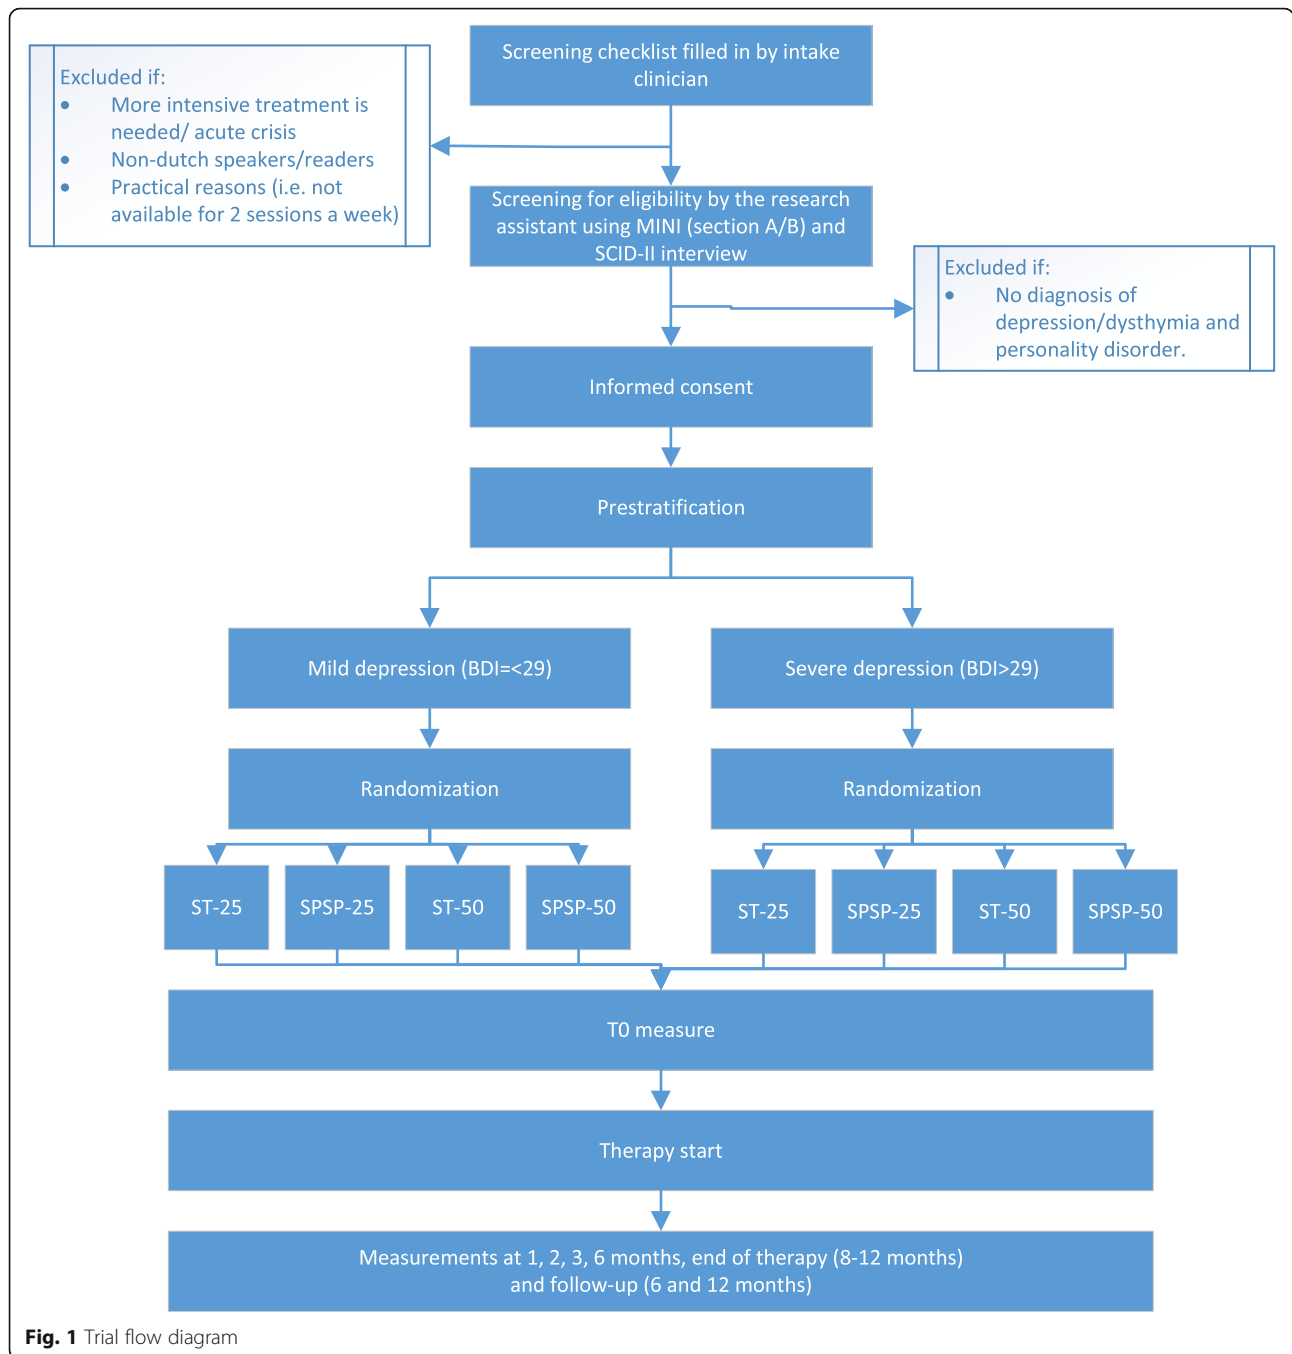 Screening checklist filled in by intake
clinician
Excluded if:
• More intensive treatment is
needed/ acute crisis
• Non-dutch speakers/readers
• Practical reasons (i.e. not
available for 2 sessions a week)
Screening for eligibility by the research
assistant using MINI (section A/B) and
SCID-II interview
Excluded if:
• No diagnosis of
depression/dysthymia and
personality disorder.
Informed consent
Prestratification
Mild depression (BDI=<29)
Severe depression (BDI>29)
Randomization
Randomization
ST-25
SPSP-25
ST-50
SPSP-50
ST-25
SPSP-25
ST-50
SPSP-50
T0 measure
Therapy start
Measurements at 1, 2, 3, 6 months, end of therapy (8-12 months)
and follow-up (6 and 12 months)
Fig. 1 Trial flow diagram